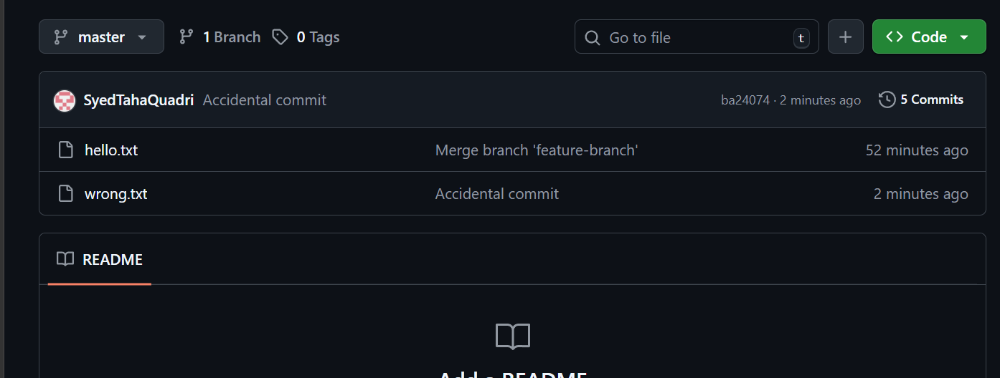 master 1 Branch 0 Tags Go to file t Code
SyedTahaQuadri Accidental commit ba24074 · 2 minutes ago 5 Commits
hello.txt Merge branch 'feature-branch' 52 minutes ago
wrong.txt Accidental commit 2 minutes ago
README
Add a README